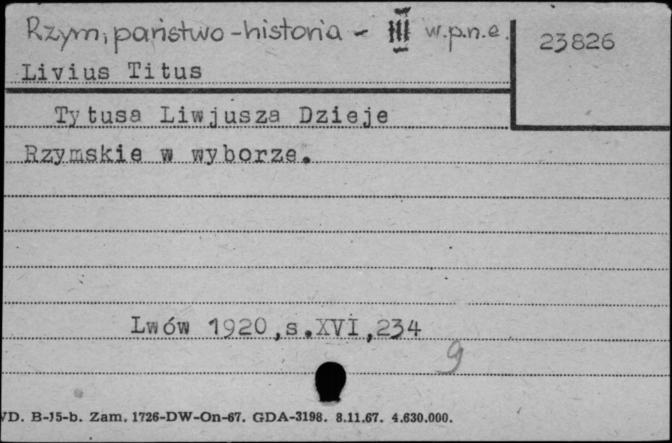 Rzym, państwo-historia - III w.p.n.e.
23826
Livius Titus
Tytusa Liwjusza Dzieje
Rzymskie w wyborze.
Lwów 1920,s.XVI,234
9
VD. B-15-b. Zam. 1726-DW-On-67. GDA-3198. 8.11.67. 4.630.000.